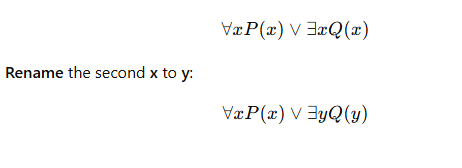 ∀xP(x) ∨ ∃xQ(x)
Rename the second x to y:
∀xP(x) ∨ ∃yQ(y)